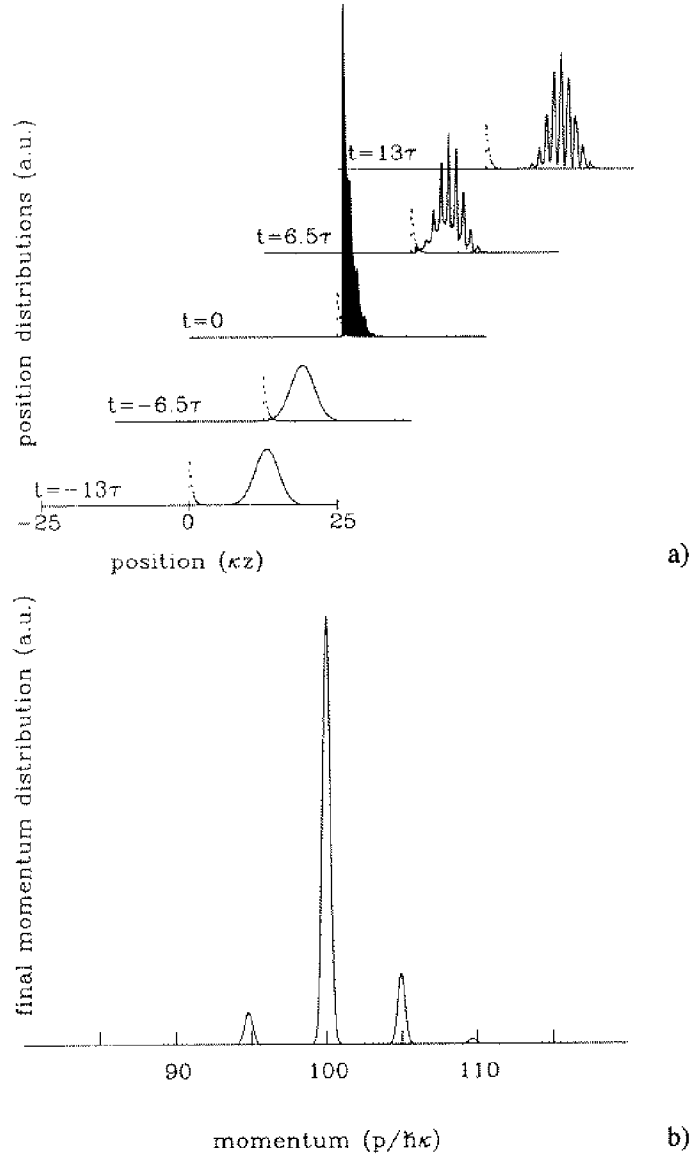 position distributions (a.u.)
t=13τ
t=6.5τ
t=0
t=−6.5τ
t=−13τ
−25 0 25
position (κz)
a)
final momentum distribution (a.u.)
90 100 110
momentum (p/ħκ)
b)